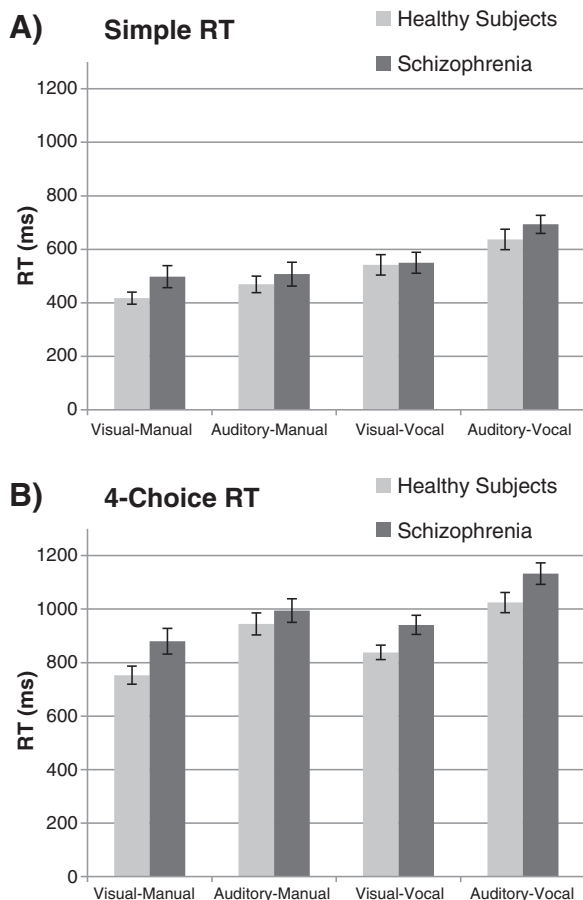 A) Simple RT
Healthy Subjects
Schizophrenia
RT (ms)
1200
1000
800
600
400
200
0
Visual-Manual Auditory-Manual Visual-Vocal Auditory-Vocal
B) 4-Choice RT
Healthy Subjects
Schizophrenia
RT (ms)
1200
1000
800
600
400
200
0
Visual-Manual Auditory-Manual Visual-Vocal Auditory-Vocal